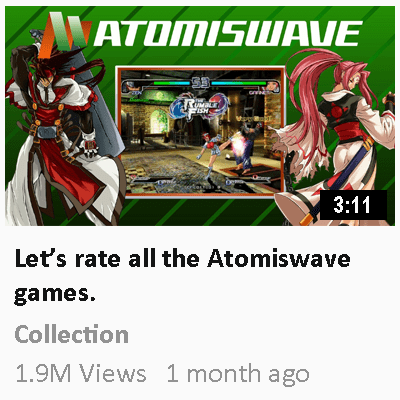 ATOMISWAVE
53
THE
RUMBLE
FISH
3:11
Let's rate all the Atomiswave
games.
Collection
1.9M Views 1 month ago